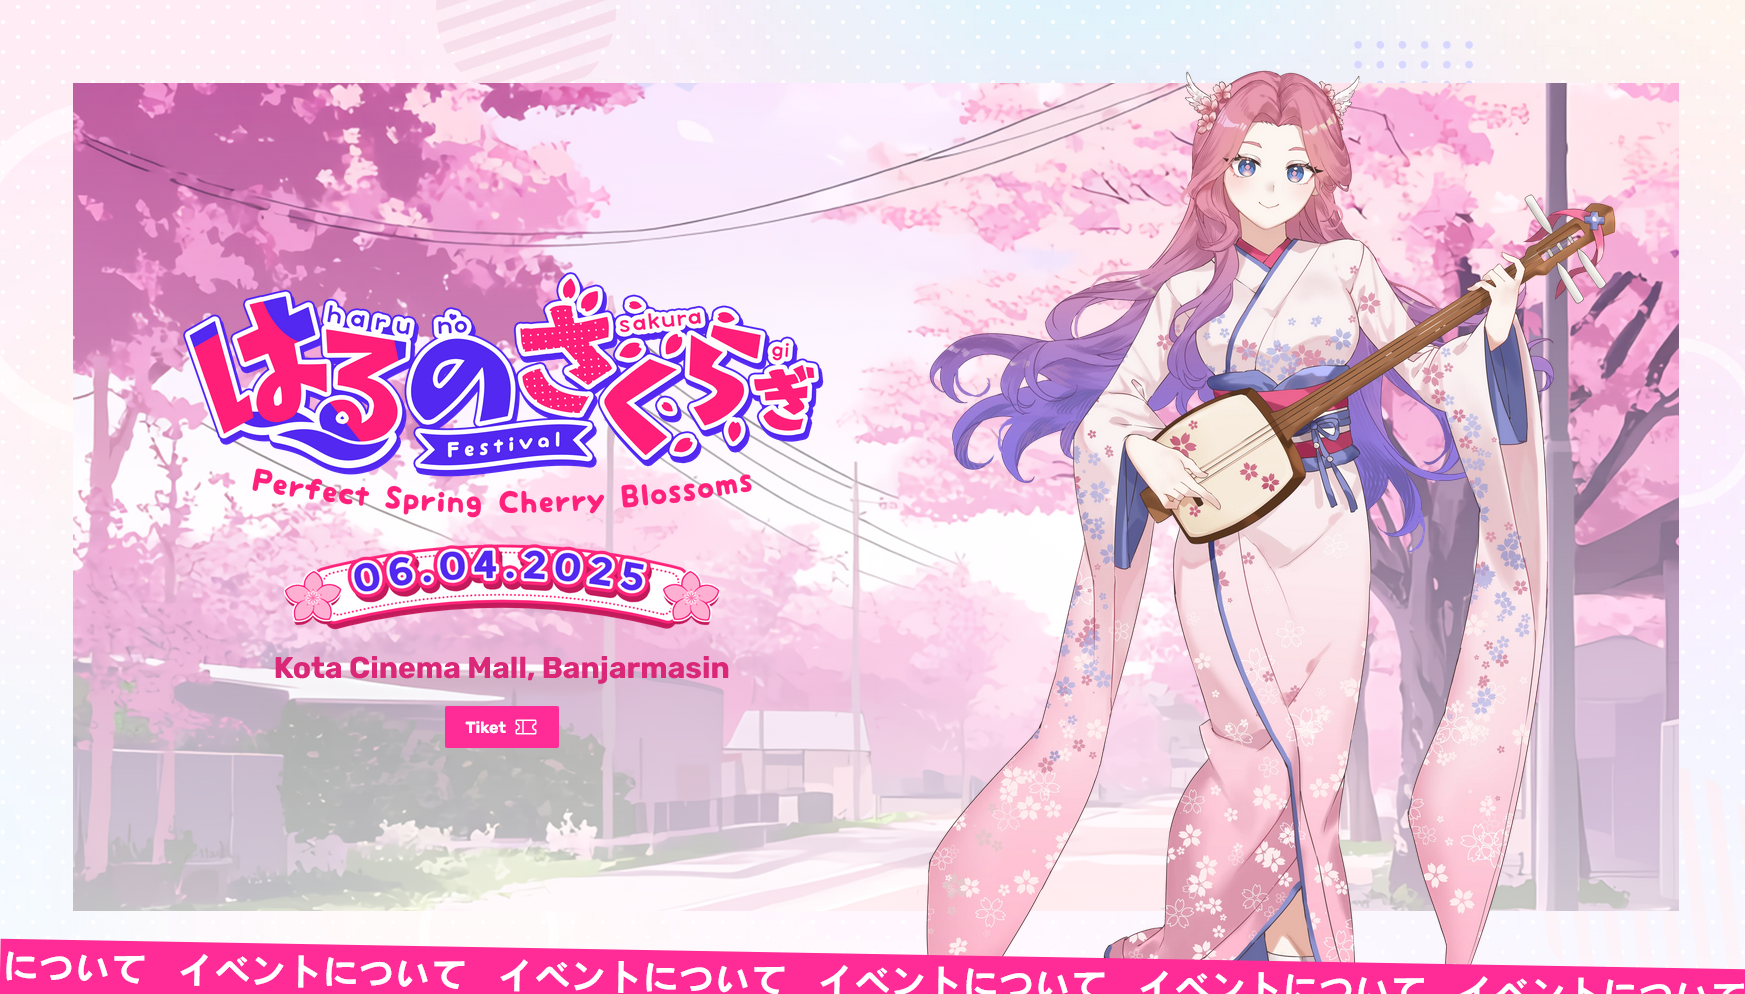 haru no sakura gi
はるのざくらぎ
Festival
Perfect Spring Cherry Blossoms
06.04.2025
Kota Cinema Mall, Banjarmasin
Tiket
について イベントについて イベントについて イベントについて イベントについて イベントについて